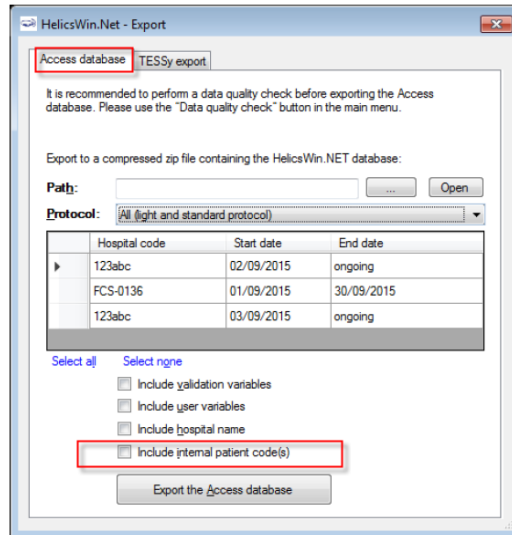 HelicsWin.Net - Export
Access database TESSy export
It is recommended to perform a data quality check before exporting the Access
database. Please use the "Data quality check" button in the main menu.
Export to a compressed zip file containing the HelicsWin.NET database:
Path: ... Open
Protocol: All (light and standard protocol)
Hospital code Start date End date
123abc 02/09/2015 ongoing
FCS-0136 01/09/2015 30/09/2015
123abc 03/09/2015 ongoing
Select all Select none
Include validation variables
Include user variables
Include hospital name
Include internal patient code(s)
Export the Access database